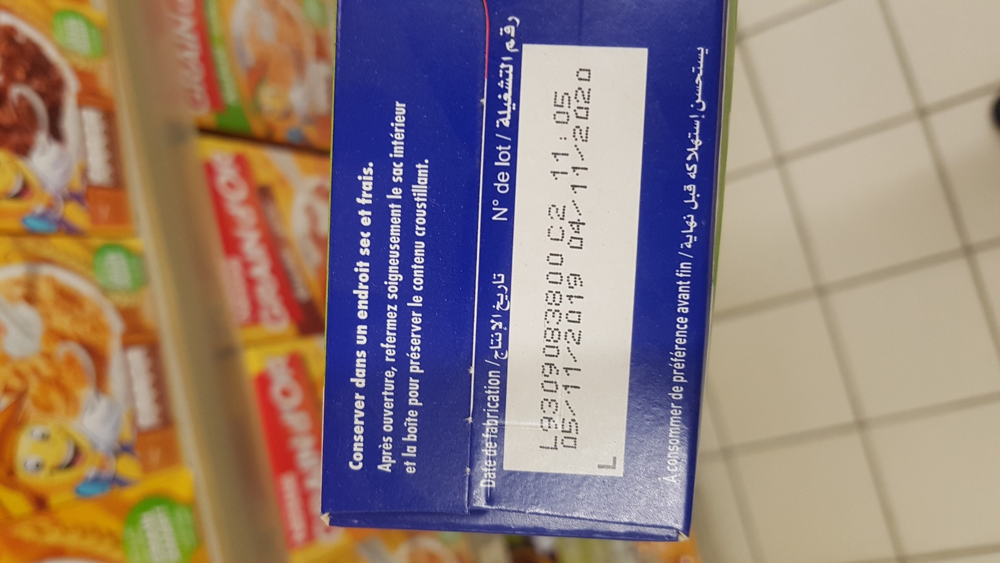 Conserver dans un endroit sec et frais.
Après ouverture, refermez soigneusement le sac intérieur
et la boîte pour préserver le contenu croustillant.
Date de fabrication / تاريخ الإنتاج N° de lot / رقم التشغيلة
L9309083800 C2 11:05
05/11/2019 04/11/2020
L
À consommer de préférence avant fin / يستحسن إستهلاكه قبل نهاية